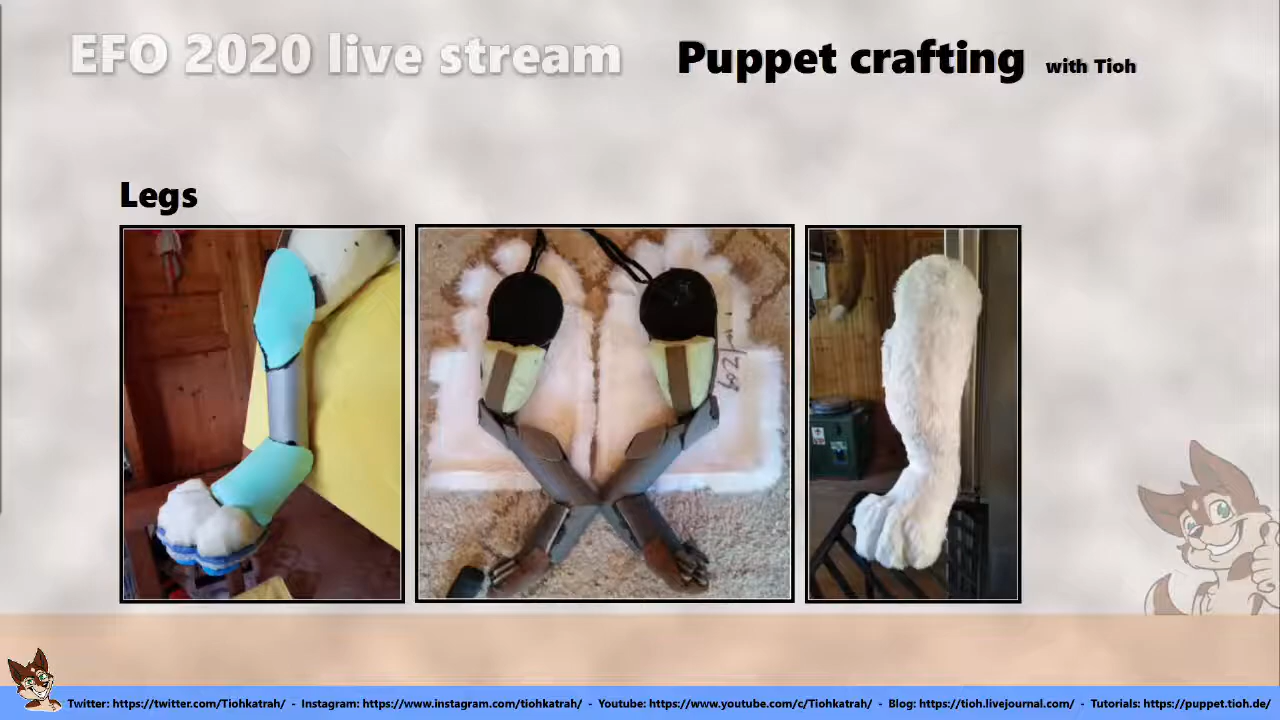 EFO 2020 live stream
Puppet crafting with Tioh
Legs
Twitter: https://twitter.com/Tiohkatrah/ - Instagram: https://www.instagram.com/tiohkatrah/ - Youtube: https://www.youtube.com/c/Tiohkatrah/ - Blog: https://tioh.livejournal.com/ - Tutorials: https://puppet.tioh.de/